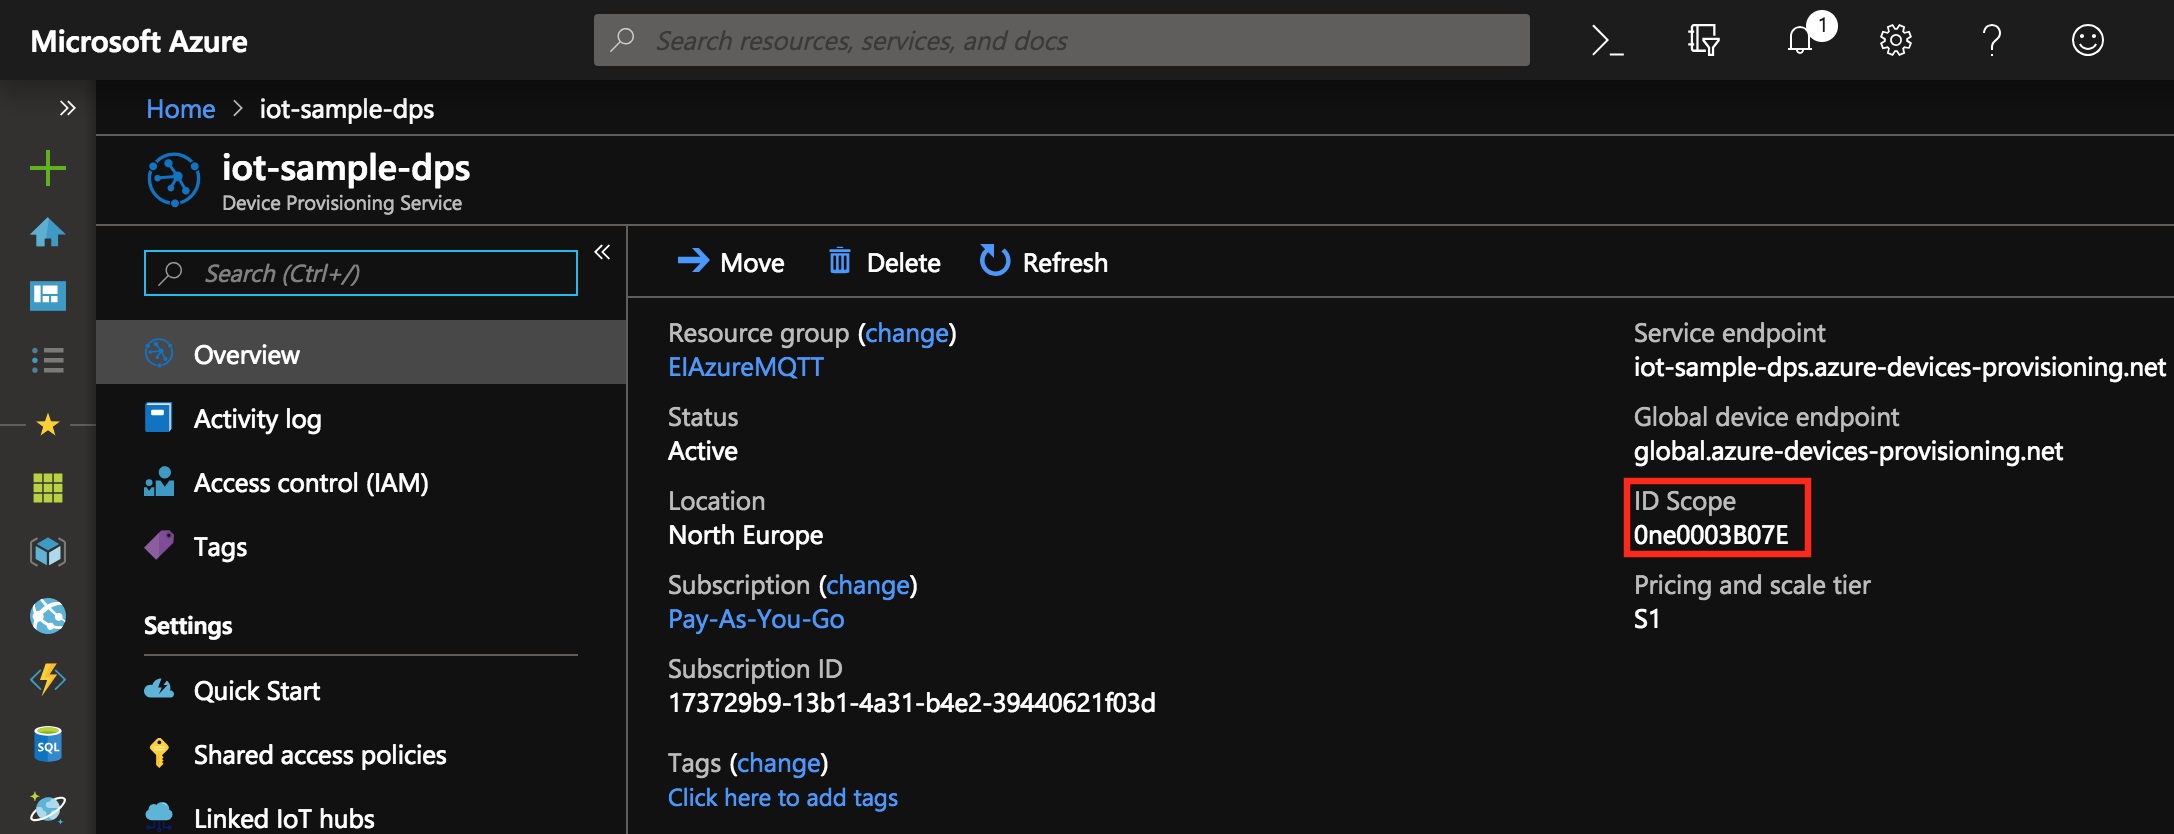 Microsoft Azure
Search resources, services, and docs
1
Home > iot-sample-dps
iot-sample-dps
Device Provisioning Service
Search (Ctrl+/)
Overview
Activity log
Access control (IAM)
Tags
Settings
Quick Start
Shared access policies
Linked IoT hubs
SQL
Move
Delete
Refresh
Resource group (change)
EIAzureMQTT
Status
Active
Location
North Europe
Subscription (change)
Pay-As-You-Go
Subscription ID
173729b9-13b1-4a31-b4e2-39440621f03d
Tags (change)
Click here to add tags
Service endpoint
iot-sample-dps.azure-devices-provisioning.net
Global device endpoint
global.azure-devices-provisioning.net
ID Scope
0ne0003B07E
Pricing and scale tier
S1